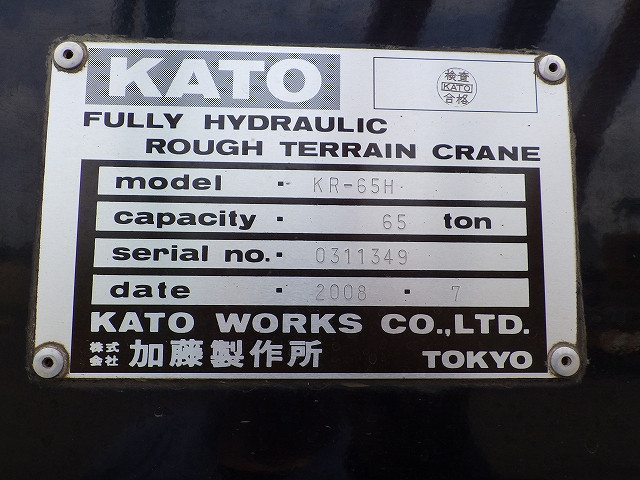 KATO
検査
KATO
合格
FULLY HYDRAULIC
ROUGH TERRAIN CRANE
model · KR-65H
capacity · 65 ton
serial no. · 0311349
date · 2008 · 7
KATO WORKS CO.,LTD.
株式会社 加藤製作所 TOKYO